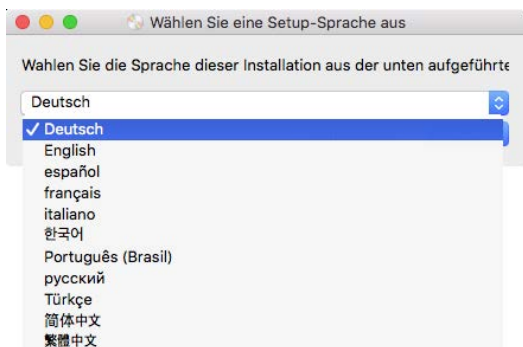 Wählen Sie eine Setup-Sprache aus
Wahlen Sie die Sprache dieser Installation aus der unten aufgeführte
Deutsch
✓ Deutsch
English
español
français
italiano
한국어
Português (Brasil)
русский
Türkçe
简体中文
繁體中文